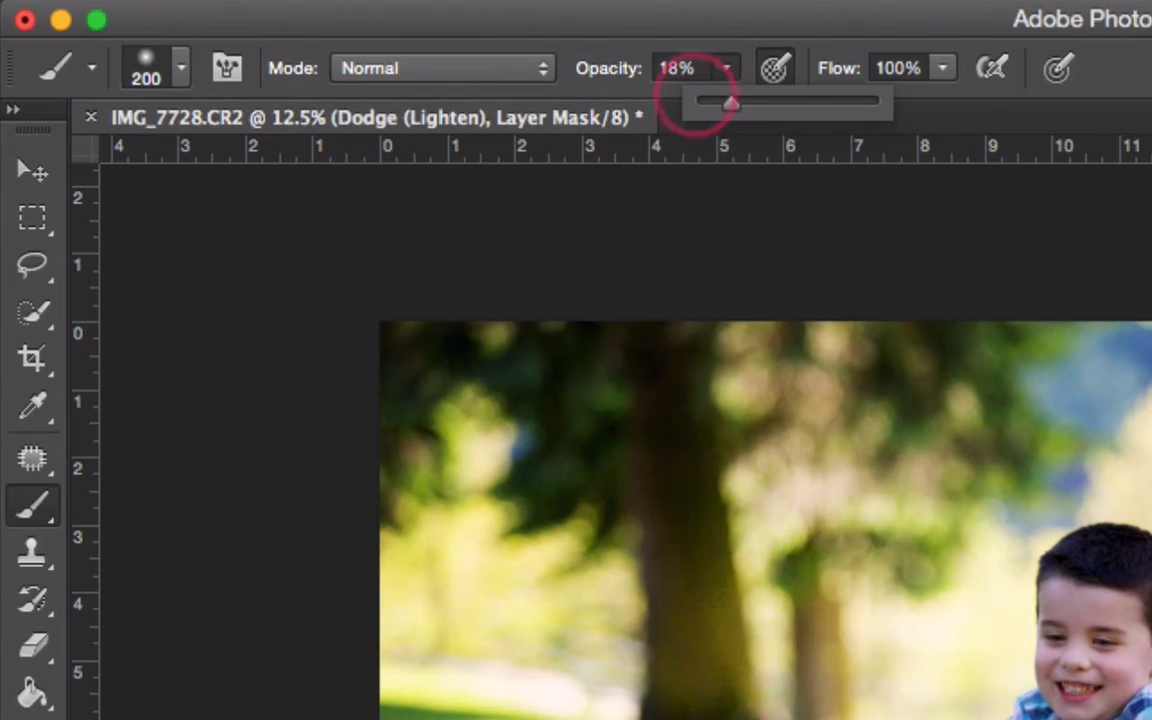 Adobe Photo
200 Mode: Normal Opacity: 18% Flow: 100%
IMG_7728.CR2 @ 12.5% (Dodge (Lighten), Layer Mask/8) *
4 3 2 1 0 1 2 3 4 5 6 7 8 9 10 11
2
1
0
1
2
3
4
5